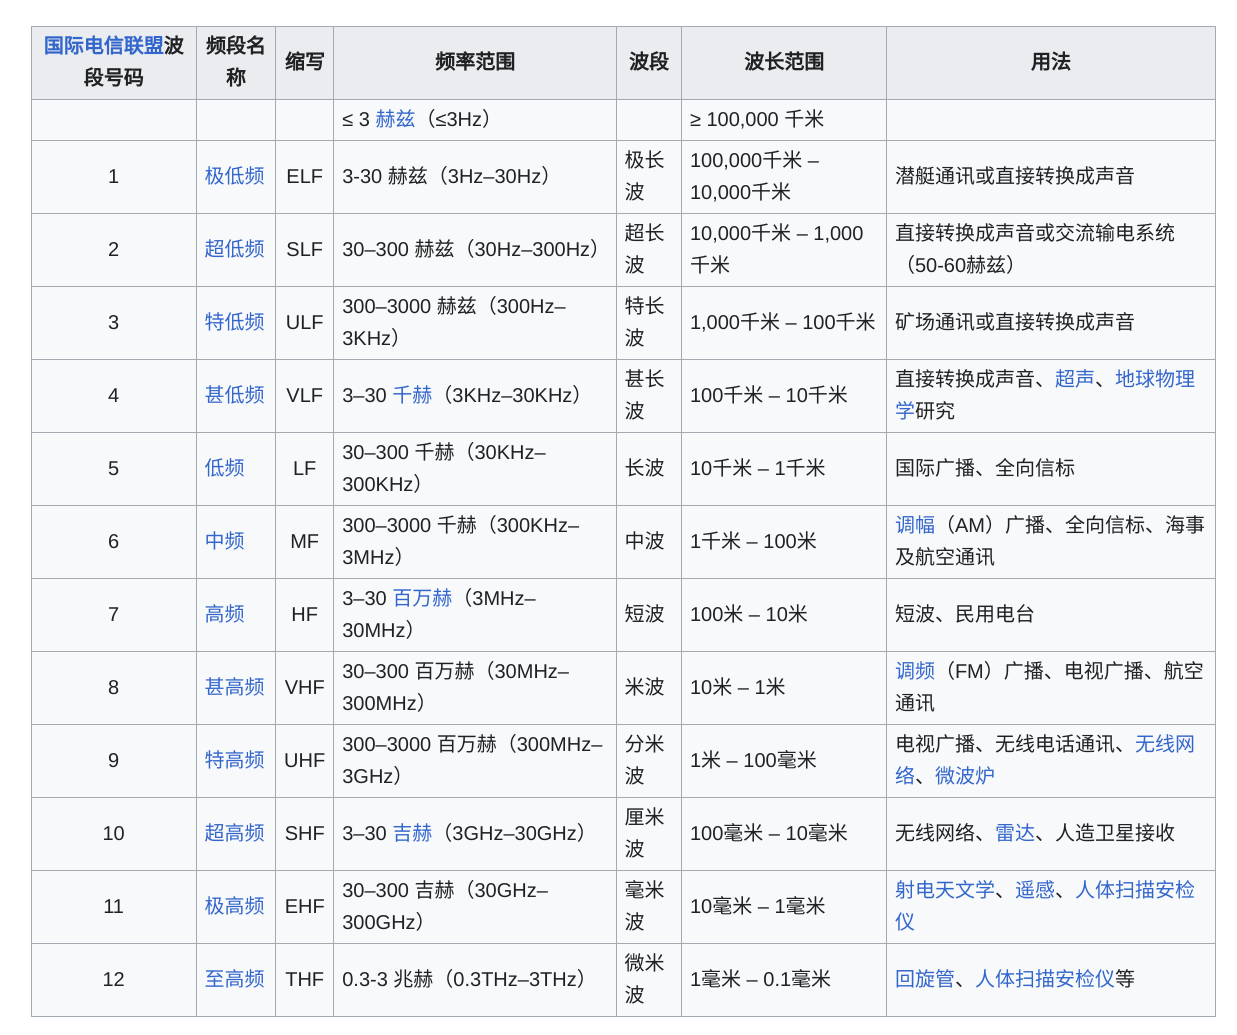 国际电信联盟波段号码 频段名称 缩写 频率范围 波段 波长范围 用法
≤ 3 赫兹（≤3Hz） ≥ 100,000 千米
1 极低频 ELF 3-30 赫兹（3Hz–30Hz） 极长波 100,000千米 – 10,000千米 潜艇通讯或直接转换成声音
2 超低频 SLF 30–300 赫兹（30Hz–300Hz） 超长波 10,000千米 – 1,000千米 直接转换成声音或交流输电系统（50-60赫兹）
3 特低频 ULF 300–3000 赫兹（300Hz–3KHz） 特长波 1,000千米 – 100千米 矿场通讯或直接转换成声音
4 甚低频 VLF 3–30 千赫（3KHz–30KHz） 甚长波 100千米 – 10千米 直接转换成声音、超声、地球物理学研究
5 低频 LF 30–300 千赫（30KHz–300KHz） 长波 10千米 – 1千米 国际广播、全向信标
6 中频 MF 300–3000 千赫（300KHz–3MHz） 中波 1千米 – 100米 调幅（AM）广播、全向信标、海事及航空通讯
7 高频 HF 3–30 百万赫（3MHz–30MHz） 短波 100米 – 10米 短波、民用电台
8 甚高频 VHF 30–300 百万赫（30MHz–300MHz） 米波 10米 – 1米 调频（FM）广播、电视广播、航空通讯
9 特高频 UHF 300–3000 百万赫（300MHz–3GHz） 分米波 1米 – 100毫米 电视广播、无线电话通讯、无线网络、微波炉
10 超高频 SHF 3–30 吉赫（3GHz–30GHz） 厘米波 100毫米 – 10毫米 无线网络、雷达、人造卫星接收
11 极高频 EHF 30–300 吉赫（30GHz–300GHz） 毫米波 10毫米 – 1毫米 射电天文学、遥感、人体扫描安检仪
12 至高频 THF 0.3-3 兆赫（0.3THz–3THz） 微米波 1毫米 – 0.1毫米 回旋管、人体扫描安检仪等